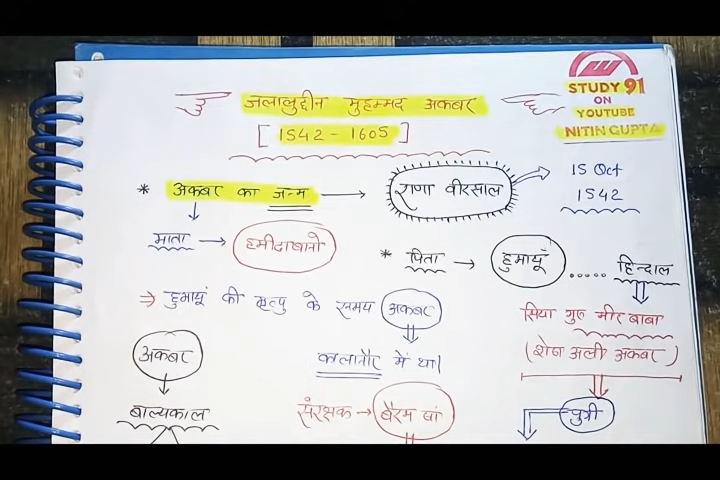 जलालुद्दीन मुहम्मद अकबर
[ 1542 - 1605 ]
STUDY 91
ON
YOUTUBE
NITIN GUPTA
* अकबर का जन्म → राणा वीरसाल
15 Oct
1542
माता → हमीदाबानो
* पिता → हुमायूं ..... हिन्दाल
⇒ हुमायूं की मृत्यु के समय अकबर
कालानौर में था।
संरक्षक → बैरम खां
सिया गुरु मीर बाबा
(शेख अली अकबर)
पुत्री
अकबर
बाल्यकाल